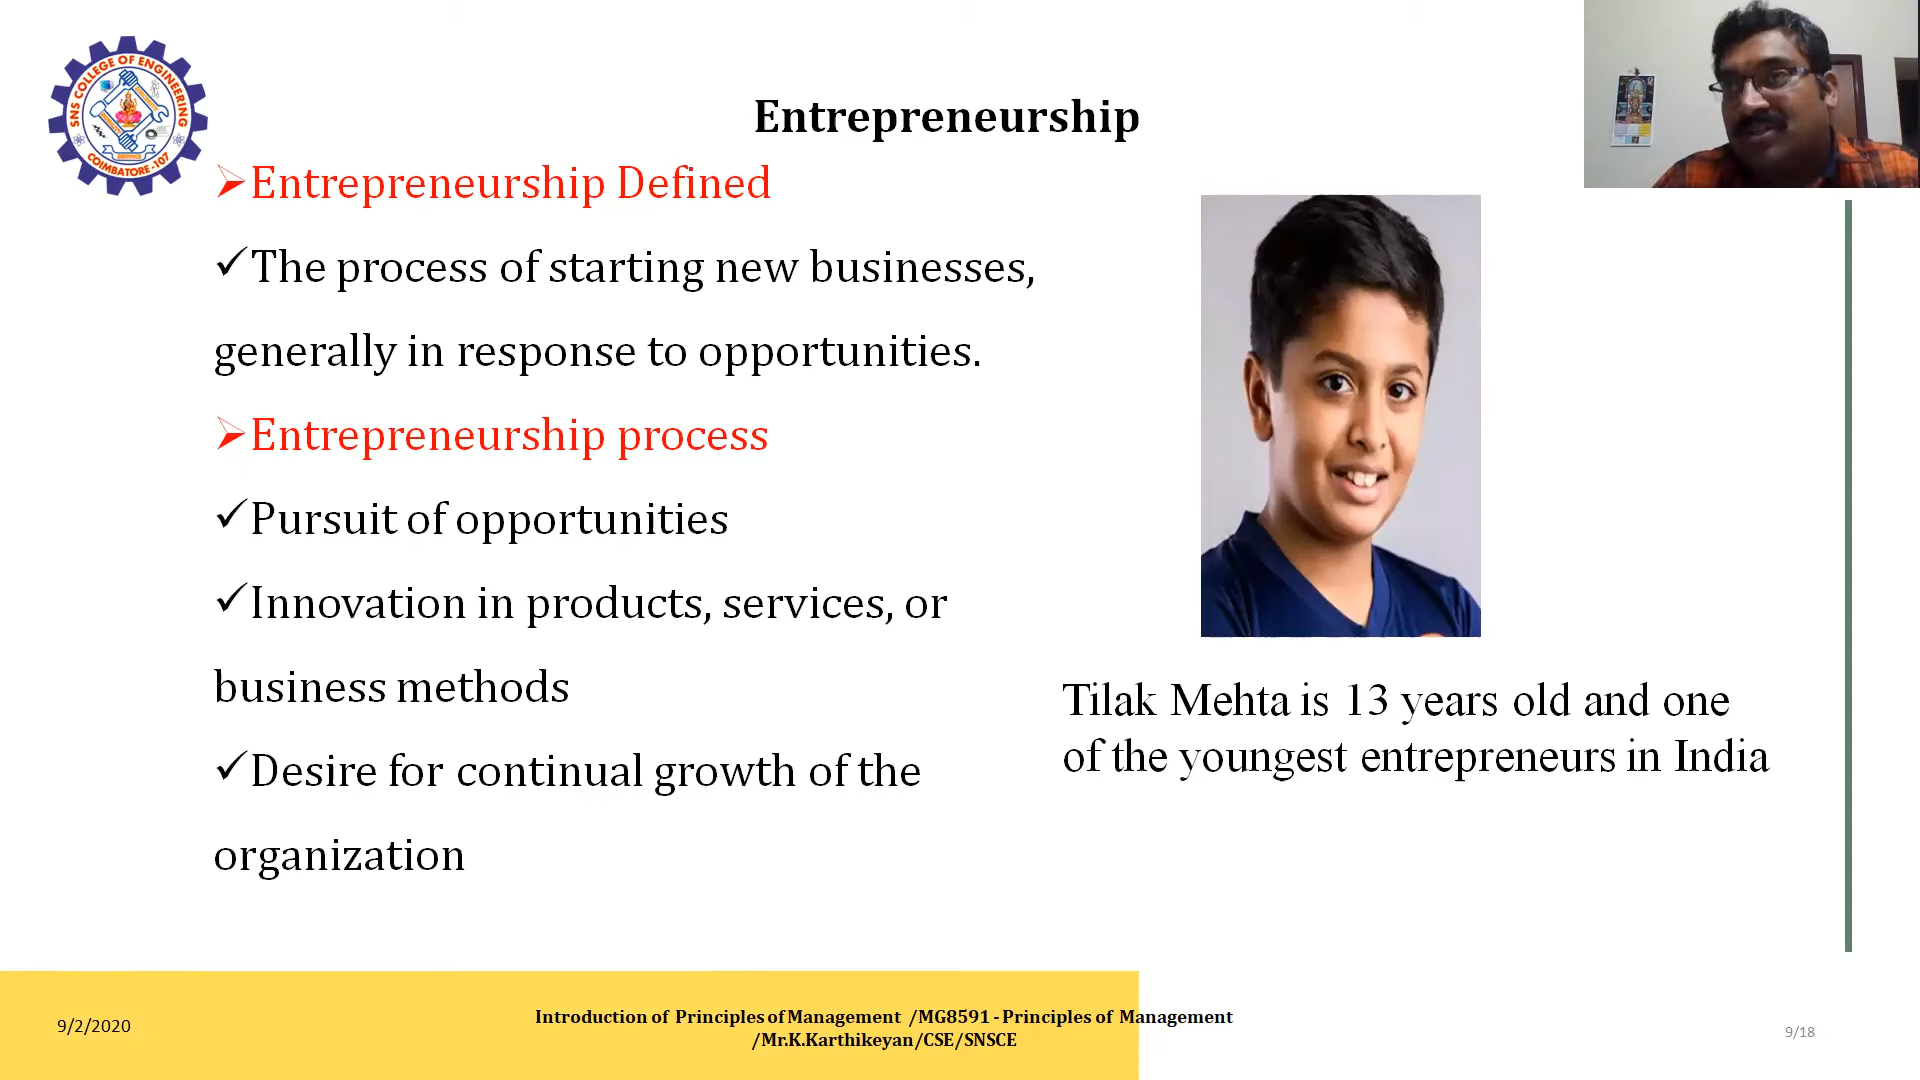 SNS COLLEGE OF ENGINEERING
COIMBATORE - 107
Entrepreneurship
➢Entrepreneurship Defined
✓The process of starting new businesses,
generally in response to opportunities.
➢Entrepreneurship process
✓Pursuit of opportunities
✓Innovation in products, services, or
business methods
✓Desire for continual growth of the
organization
Tilak Mehta is 13 years old and one
of the youngest entrepreneurs in India
9/2/2020
Introduction of Principles of Management /MG8591 - Principles of Management
/Mr.K.Karthikeyan/CSE/SNSCE
9/18